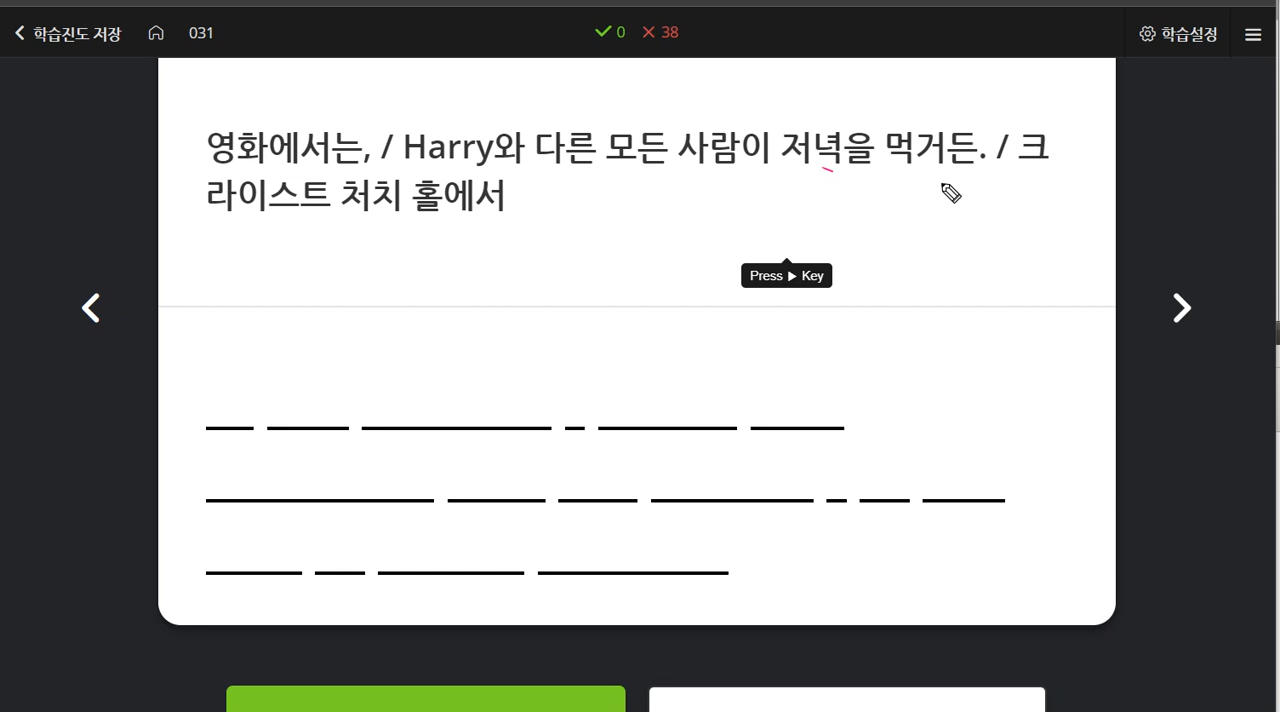 학습진도 저장 031 0 38 학습설정
영화에서는, / Harry와 다른 모든 사람이 저녁을 먹거든. / 크
라이스트 처치 홀에서
Press ▶ Key